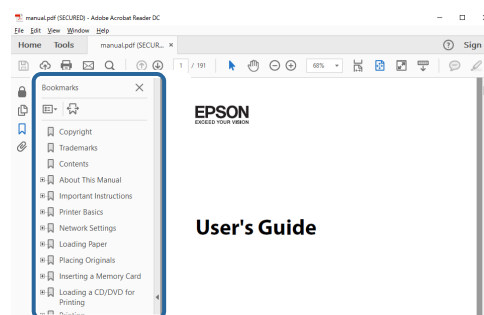 manual.pdf (SECURED) - Adobe Acrobat Reader DC
File Edit View Window Help
Home Tools manual.pdf (SECUR... × Sign
1 / 191 68%
Bookmarks
EPSON
EXCEED YOUR VISION
Copyright
Trademarks
Contents
About This Manual
Important Instructions
Printer Basics
Network Settings
User's Guide
Loading Paper
Placing Originals
Inserting a Memory Card
Loading a CD/DVD for
Printing
Printing